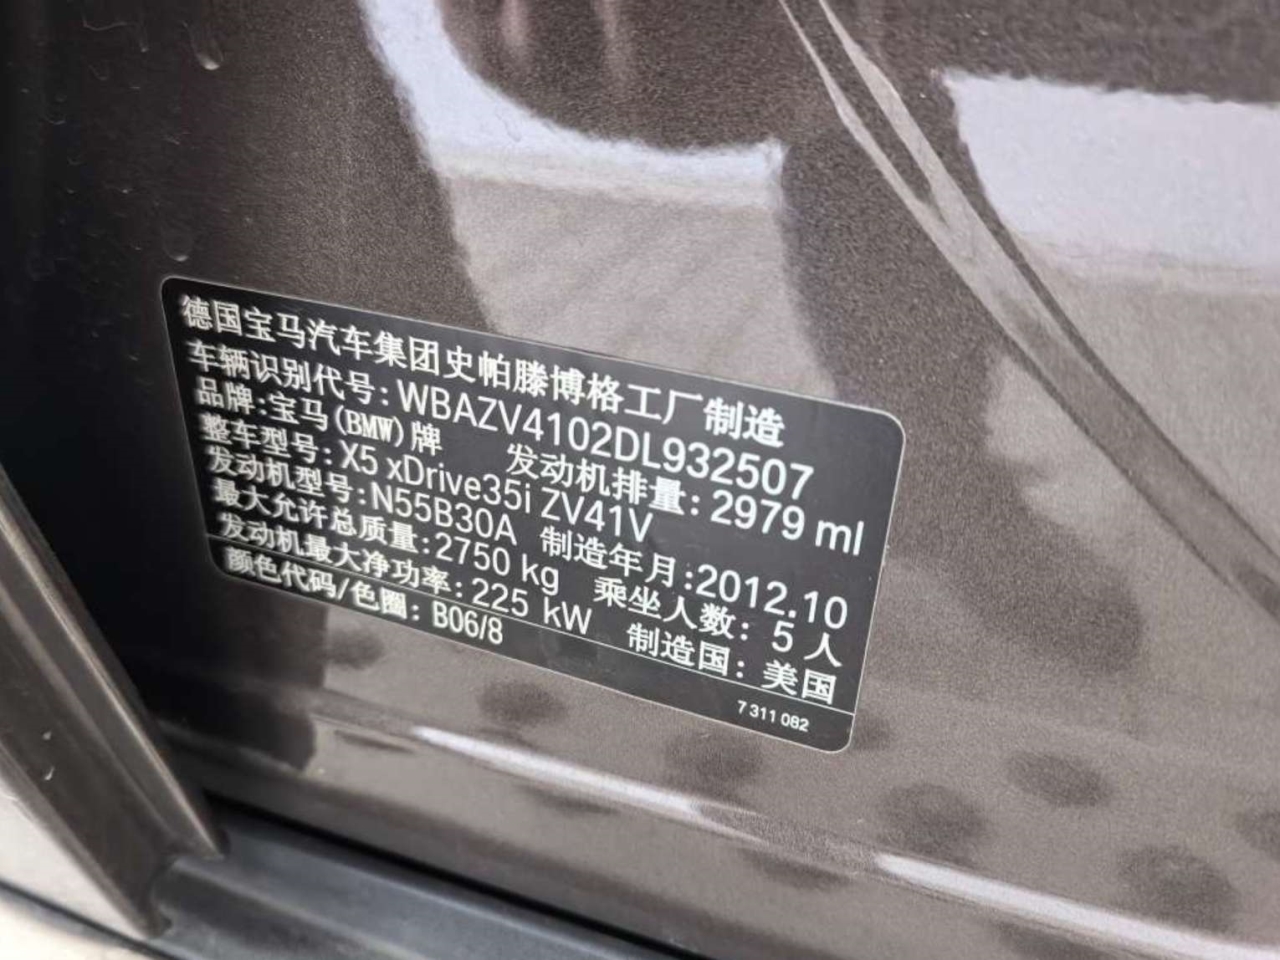 德国宝马汽车集团史帕滕博格工厂制造
车辆识别代号: WBAZV4102DL932507
品牌:宝马(BMW)牌 发动机排量: 2979 ml
整车型号: X5 xDrive35i ZV41V
发动机型号:N55B30A 制造年月:2012.10
最大允许总质量:2750 kg 乘坐人数: 5 人
发动机最大净功率:225 kW 制造国: 美国
颜色代码/色圈: B06/8
7 311 082